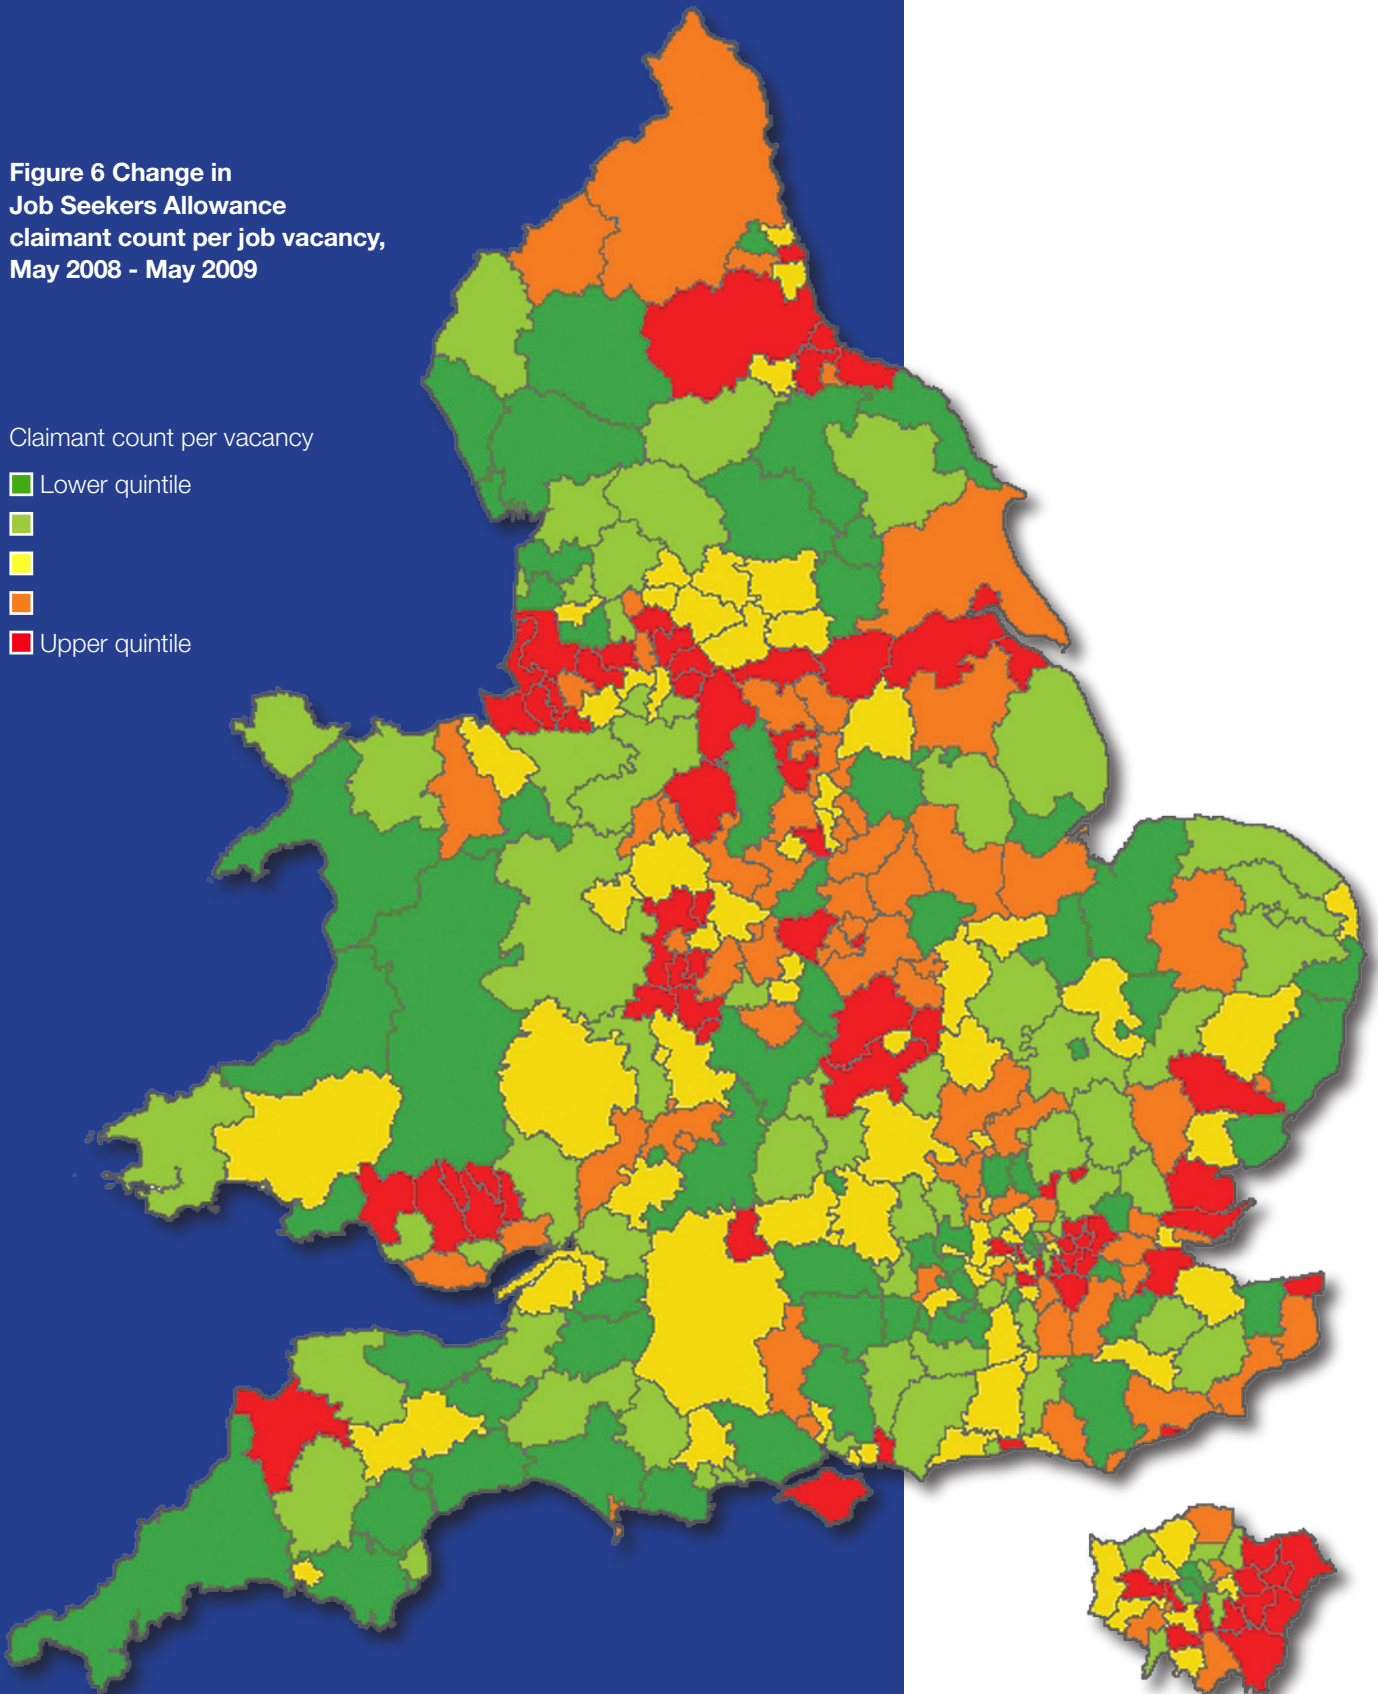 Figure 6 Change in
Job Seekers Allowance
claimant count per job vacancy,
May 2008 - May 2009
Claimant count per vacancy
Lower quintile
Upper quintile